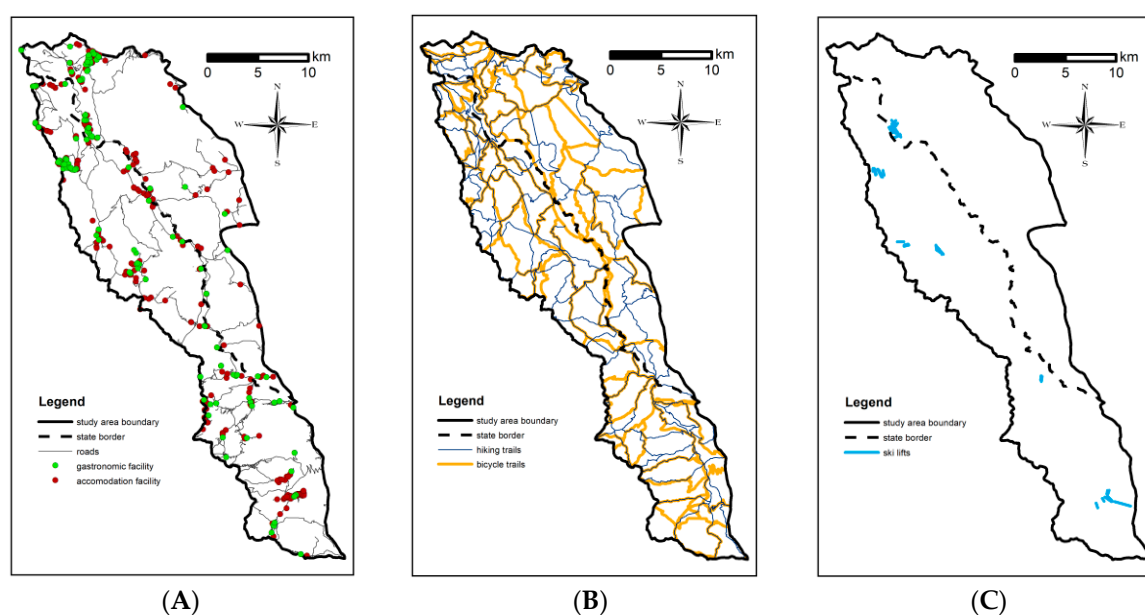 km
0 5 10
N
W E
S
Legend
study area boundary
state border
roads
gastronomic facility
accomodation facility
(A)
km
0 5 10
N
W E
S
Legend
study area boundary
state border
hiking trails
bicycle trails
(B)
km
0 5 10
N
W E
S
Legend
study area boundary
state border
ski lifts
(C)